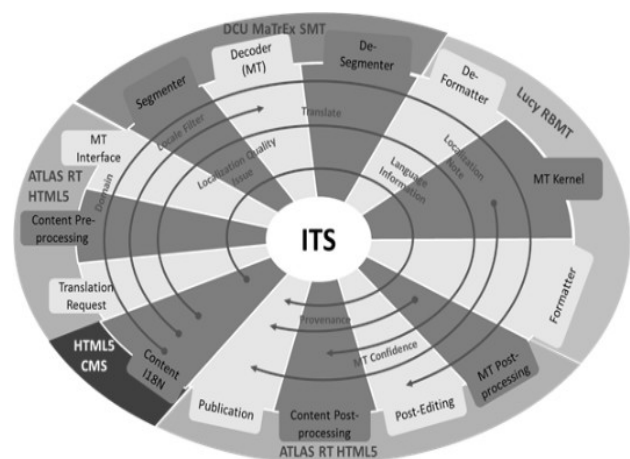 DCU MaTrEx SMT
Decoder
(MT)
De-
Segmenter
Segmenter
De-
Formatter
Lucy RBMT
Translate
Locale Filter
MT
Interface
Localization Quality
Issue
Language
Information
Localization
Note
MT Kernel
ATLAS RT
HTML5
Domain
Content Pre-
processing
ITS
Translation
Request
Formatter
HTML5
CMS
Content
I18N
Provenance
MT Confidence
MT Post-
processing
Publication
Content Post-
processing
Post-Editing
ATLAS RT HTML5